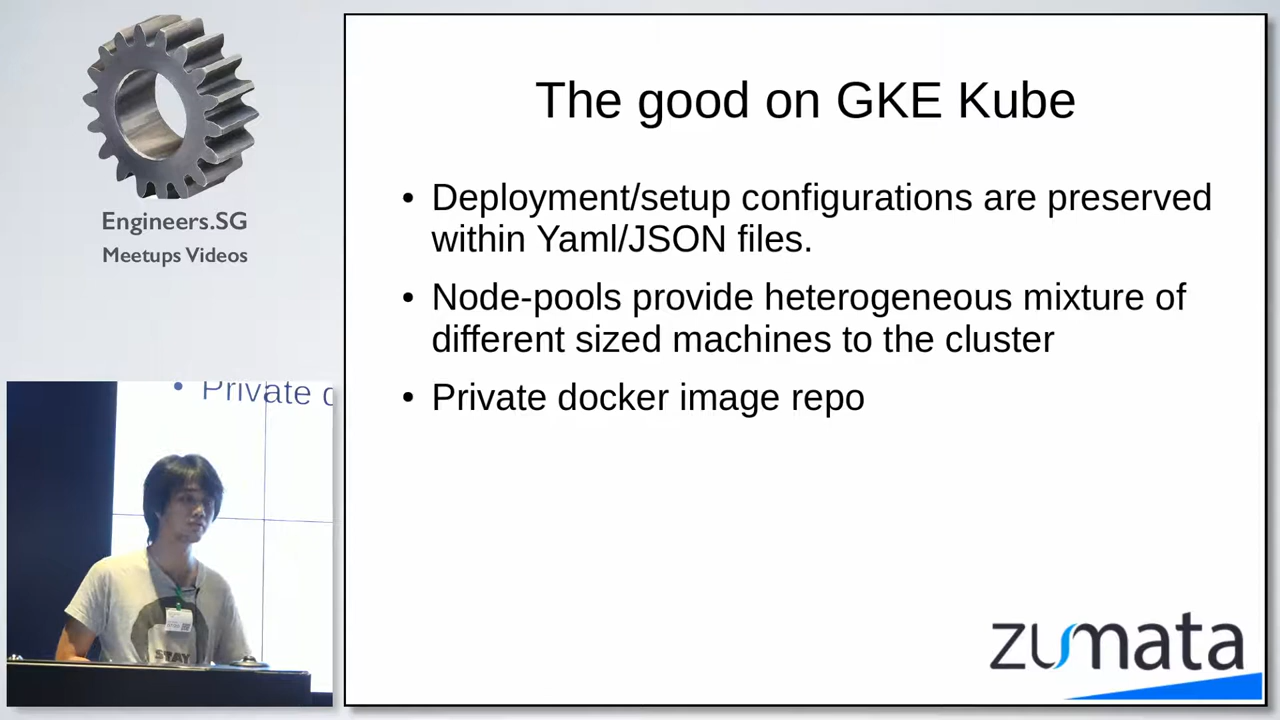 Engineers.SG
Meetups Videos
The good on GKE Kube
• Deployment/setup configurations are preserved
within Yaml/JSON files.
• Node-pools provide heterogeneous mixture of
different sized machines to the cluster
• Private docker image repo
• Private d
STAY
zumata